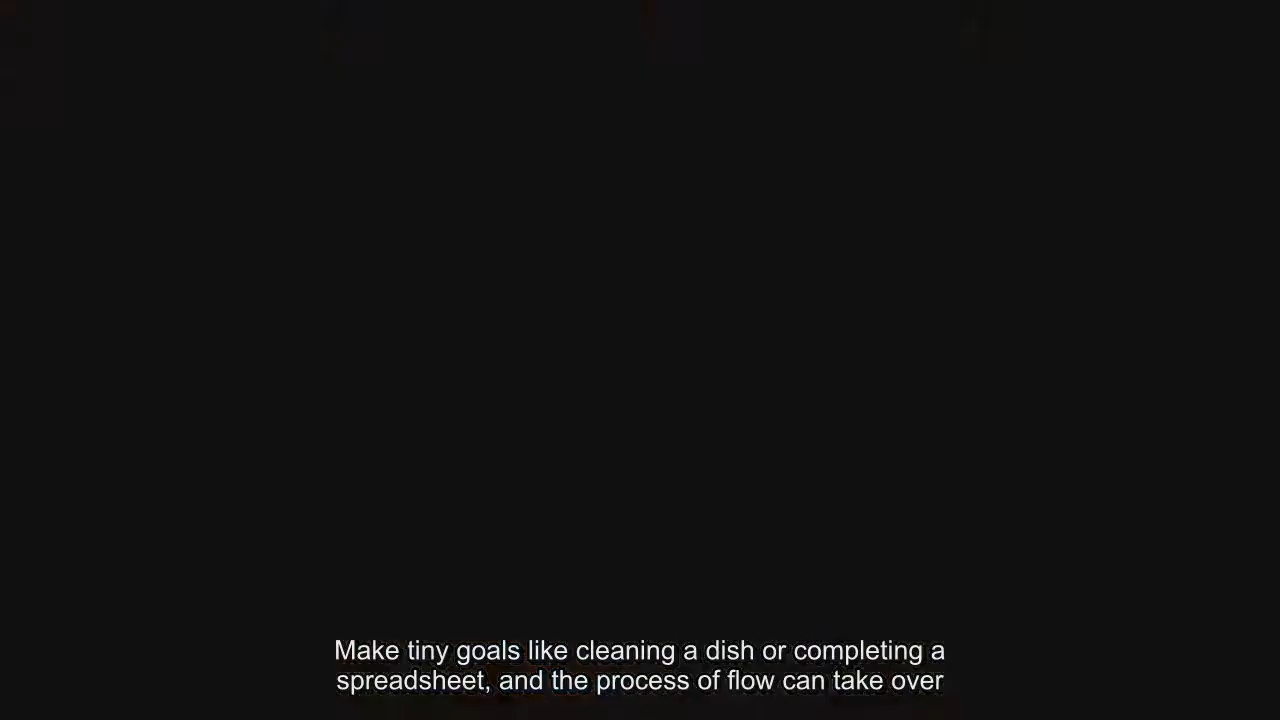 Make tiny goals like cleaning a dish or completing a
spreadsheet, and the process of flow can take over